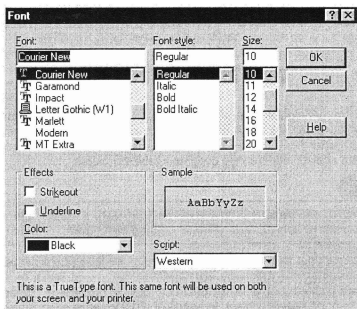 Font
Font: Font style: Size:
Courier New Regular 10 OK
Courier New Regular 10 Cancel
Garamond Italic 11
Impact Bold 12
Letter Gothic (W1) Bold Italic 14
Marlett 16 Help
Modern 18
MT Extra 20
Effects Sample
Strikeout
Underline
AaBbYyZz
Color:
Black
Script:
Western
This is a TrueType font. This same font will be used on both
your screen and your printer.